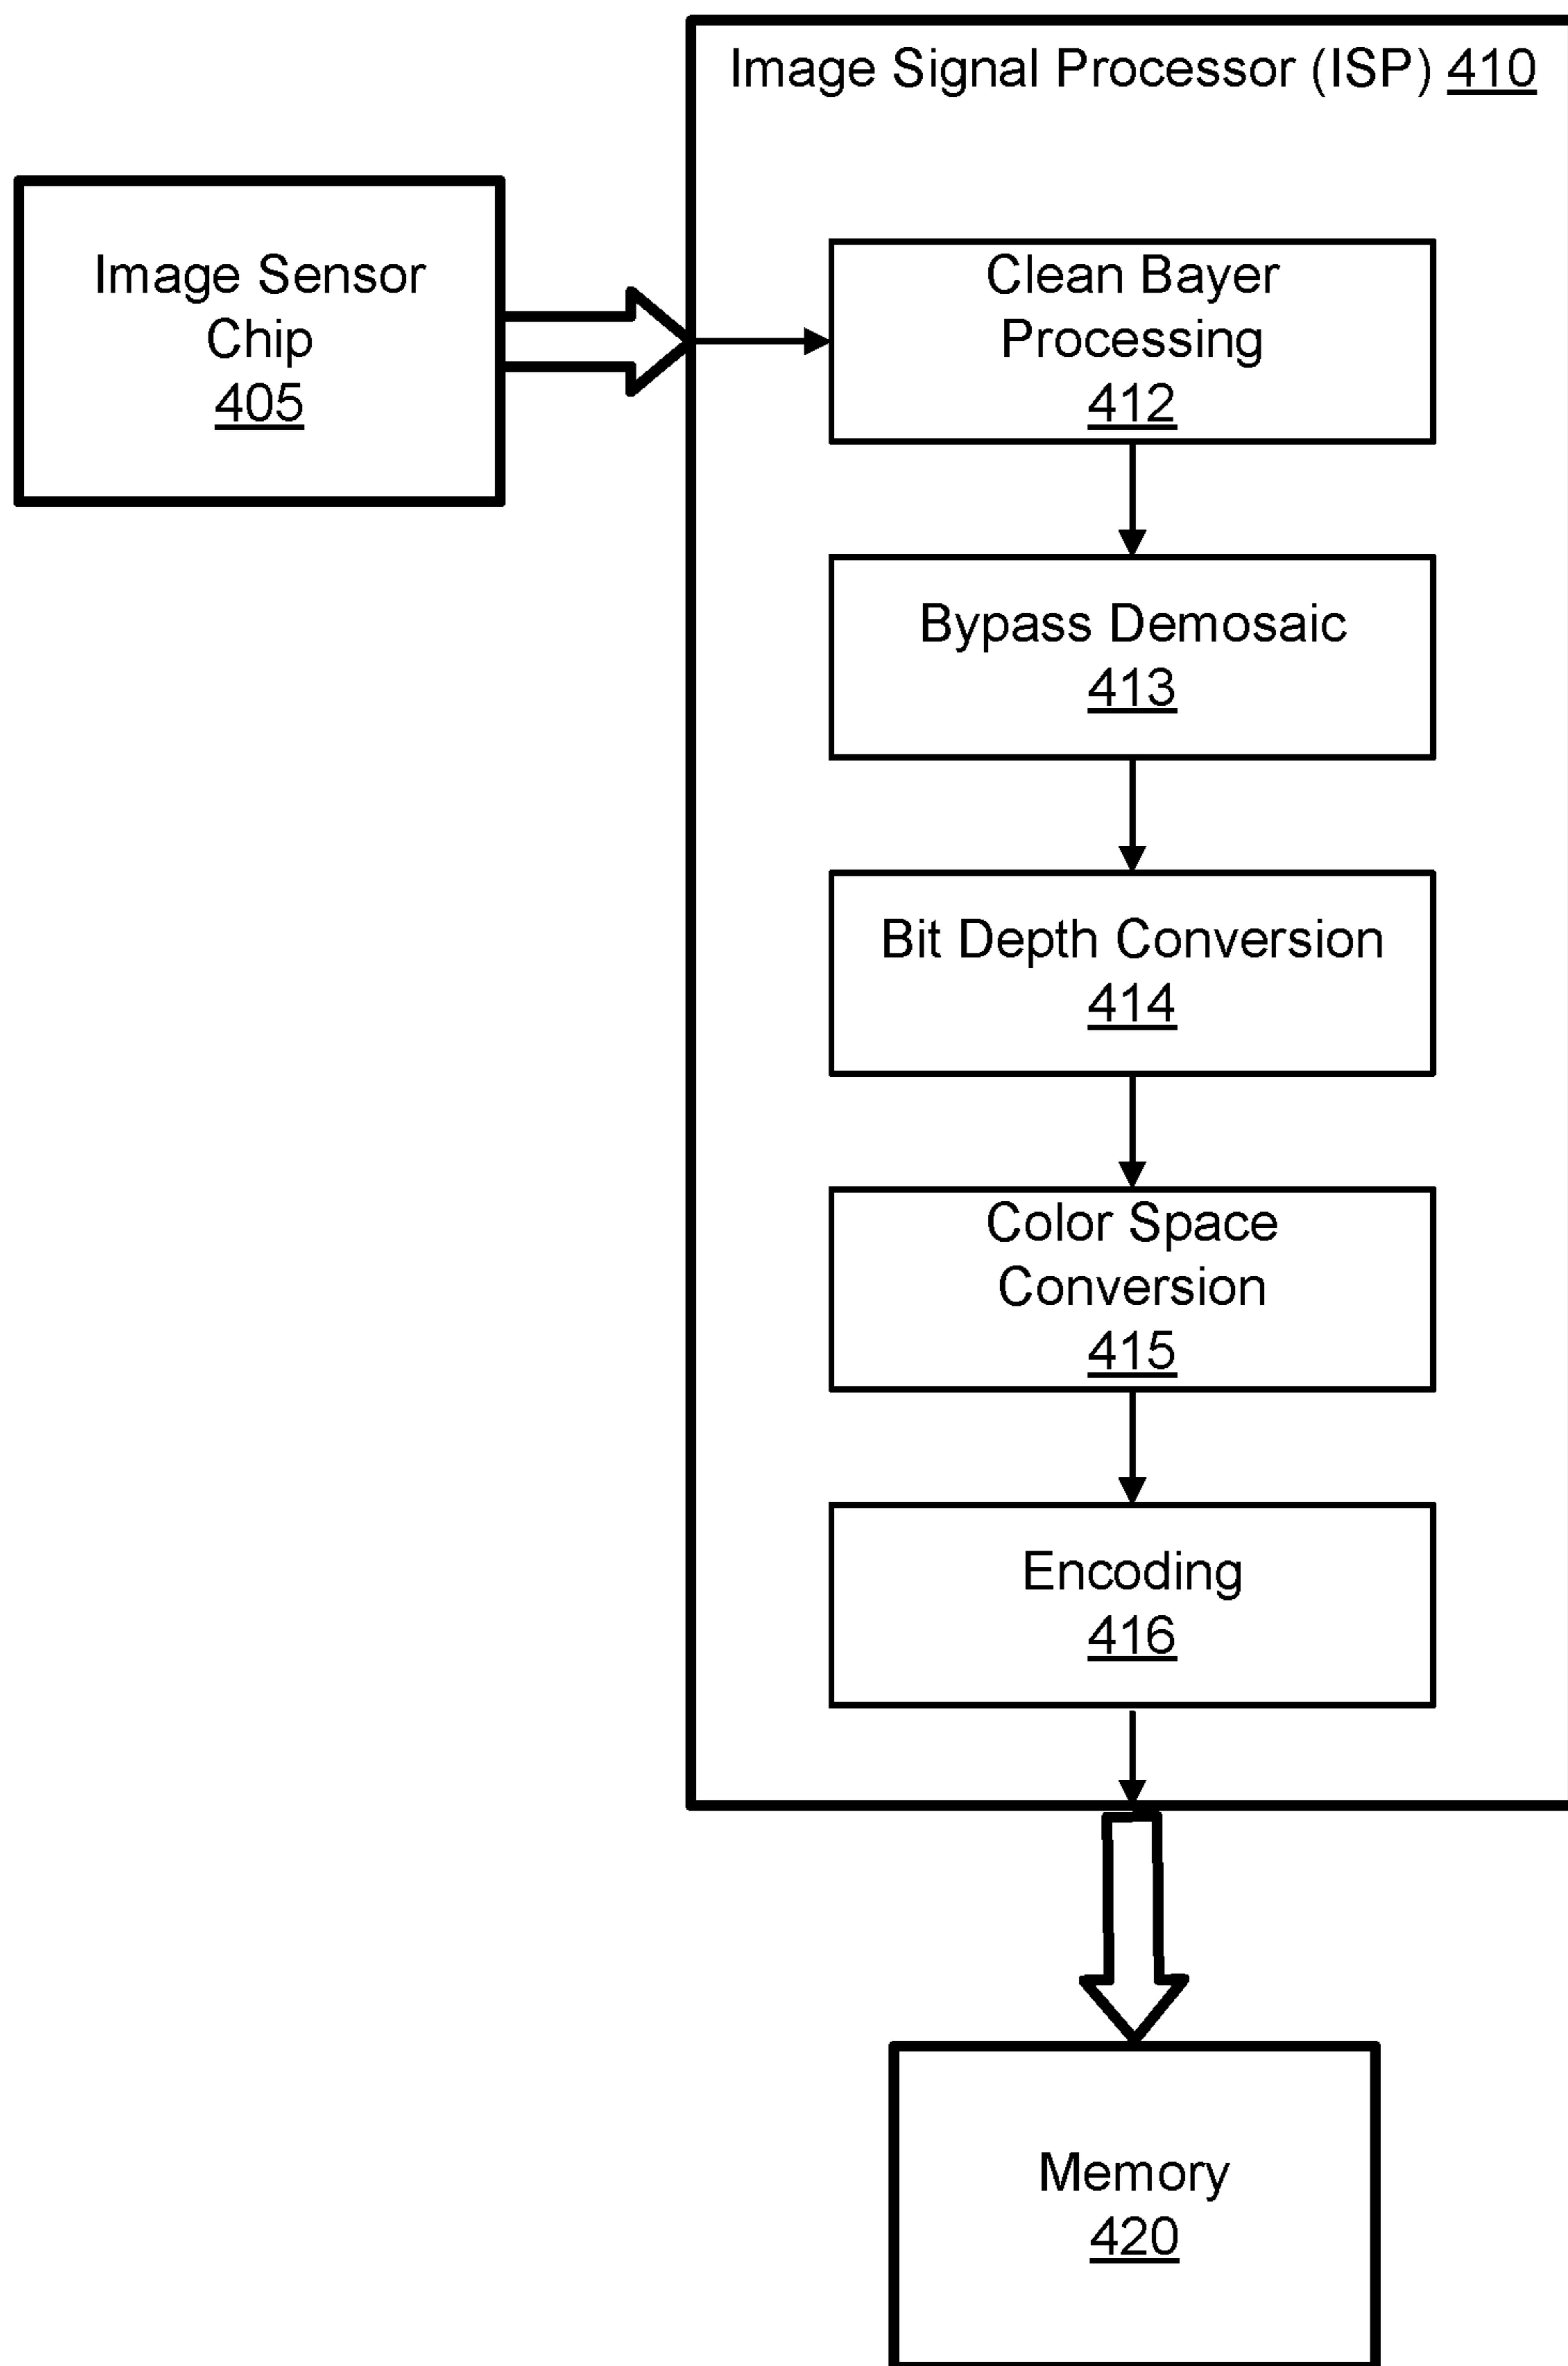 Image Signal Processor (ISP) 410
Image Sensor
Chip
405
Clean Bayer
Processing
412
Bypass Demosaic
413
Bit Depth Conversion
414
Color Space
Conversion
415
Encoding
416
Memory
420